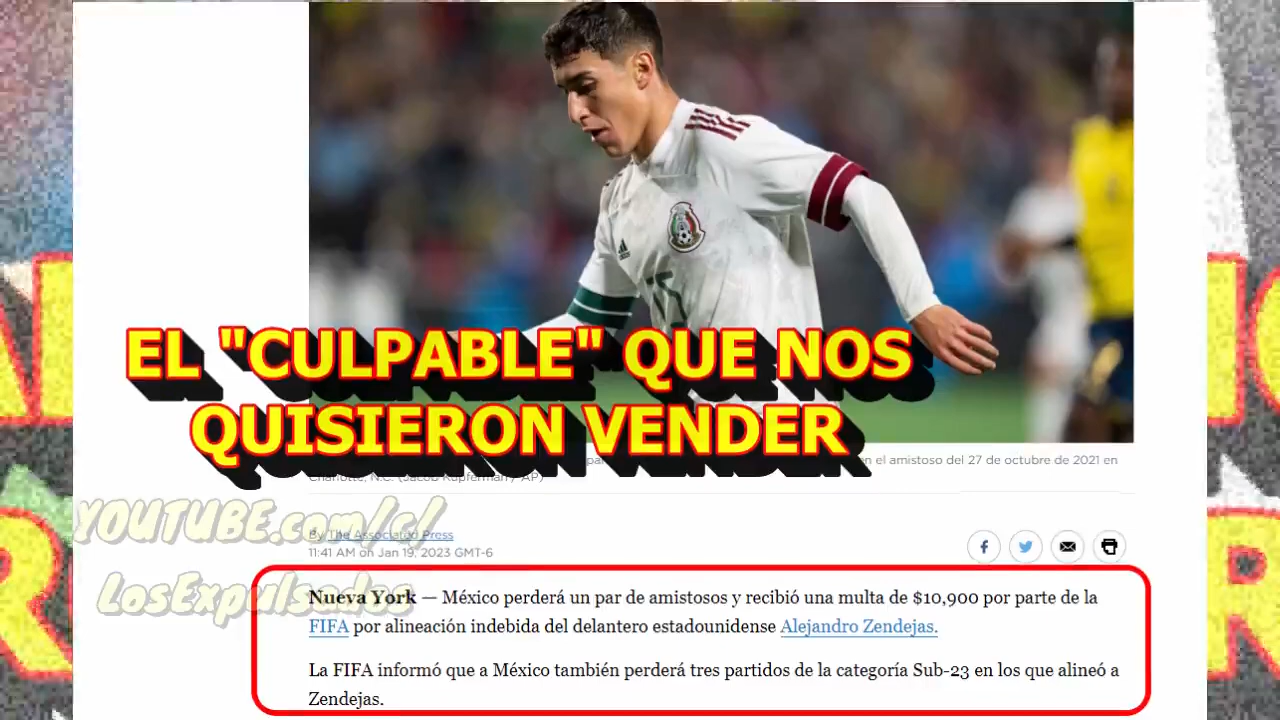 EL "CULPABLE" QUE NOS
QUISIERON VENDER
en el amistoso del 27 de octubre de 2021 en
Charlotte, N.C. (Jacob Kupferman / AP)
YOUTUBE.com/c/
LosExpulsados
By The Associated Press
11:41 AM on Jan 19, 2023 GMT-6
Nueva York — México perderá un par de amistosos y recibió una multa de $10,900 por parte de la
FIFA por alineación indebida del delantero estadounidense Alejandro Zendejas.
La FIFA informó que a México también perderá tres partidos de la categoría Sub-23 en los que alineó a
Zendejas.